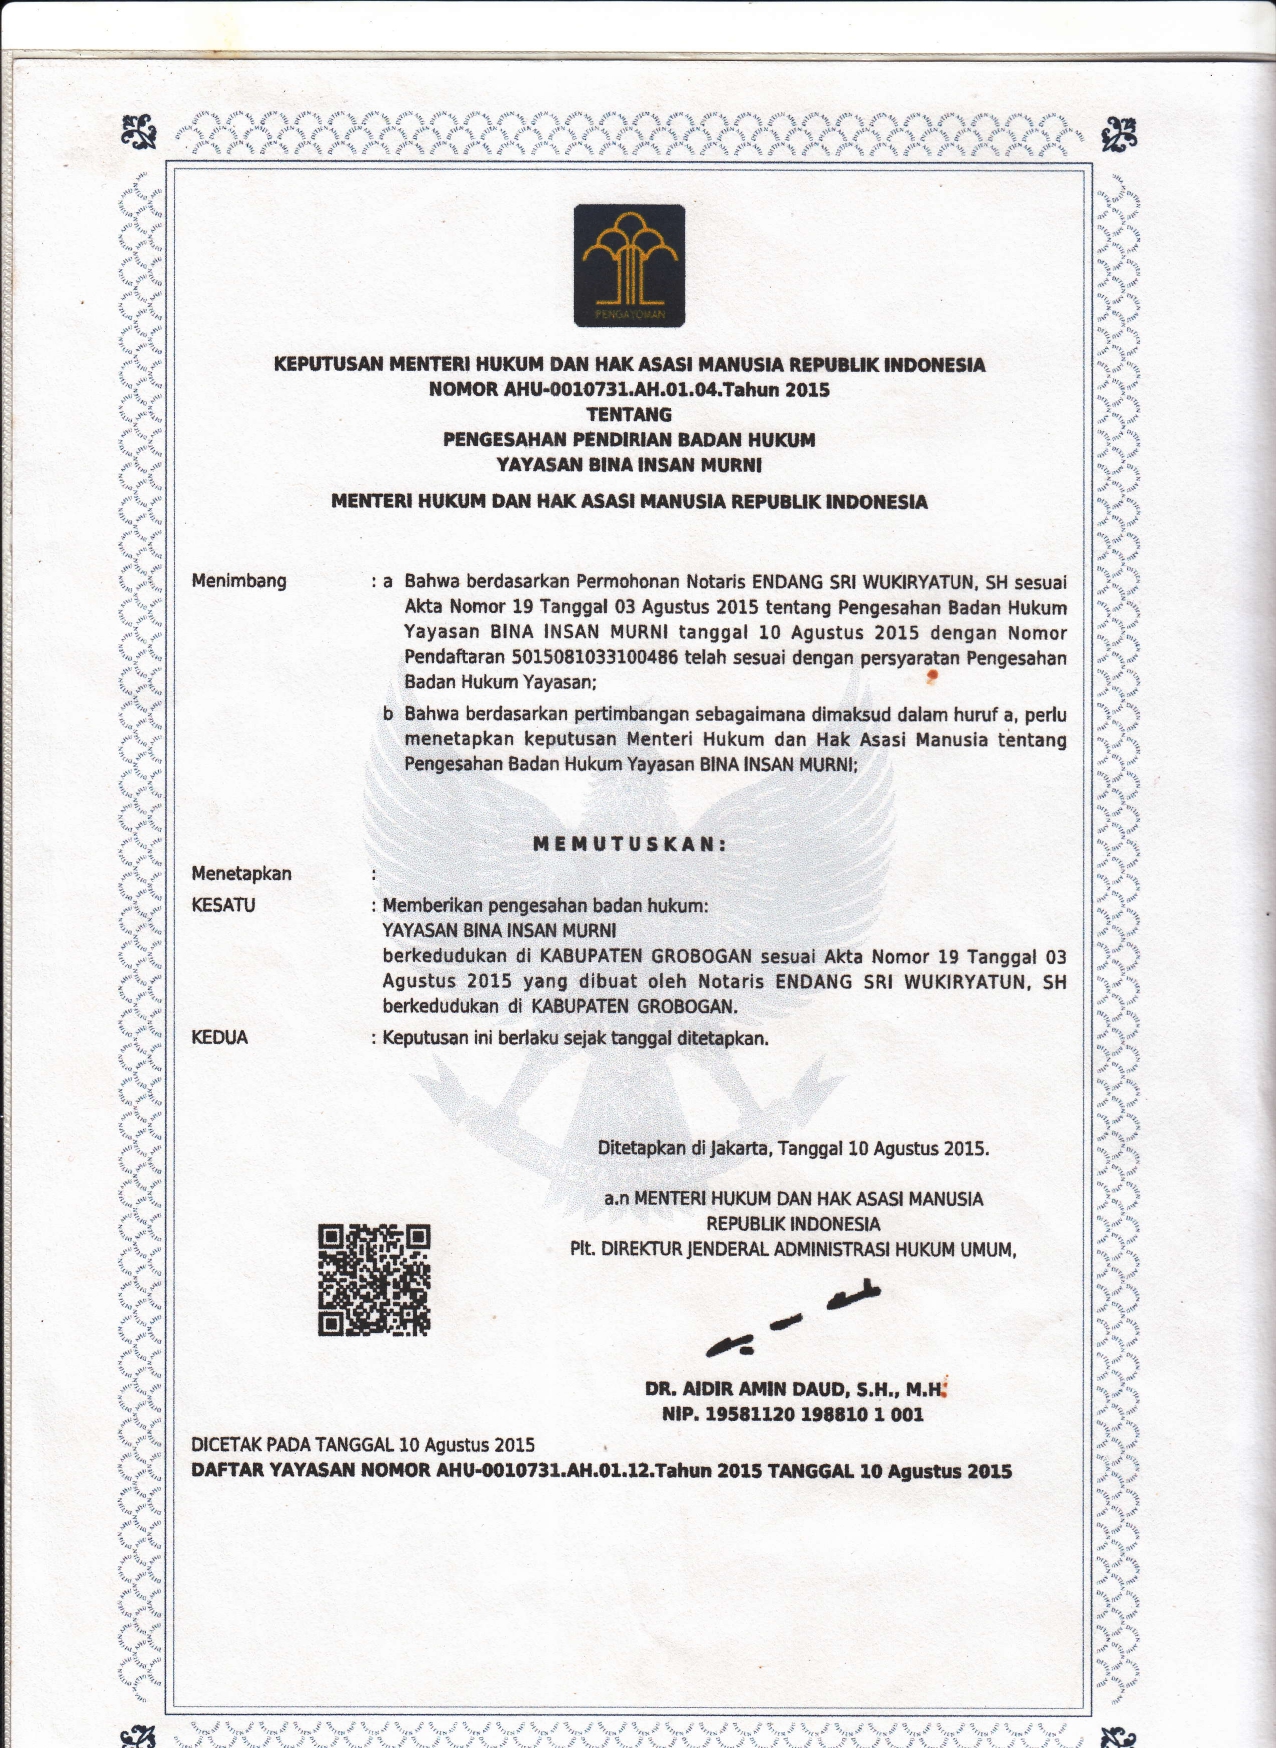 PENGAYOMAN
KEPUTUSAN MENTERI HUKUM DAN HAK ASASI MANUSIA REPUBLIK INDONESIA
NOMOR AHU-0010731.AH.01.04.Tahun 2015
TENTANG
PENGESAHAN PENDIRIAN BADAN HUKUM
YAYASAN BINA INSAN MURNI
MENTERI HUKUM DAN HAK ASASI MANUSIA REPUBLIK INDONESIA
Menimbang : a Bahwa berdasarkan Permohonan Notaris ENDANG SRI WUKIRYATUN, SH sesuai
Akta Nomor 19 Tanggal 03 Agustus 2015 tentang Pengesahan Badan Hukum
Yayasan BINA INSAN MURNI tanggal 10 Agustus 2015 dengan Nomor
Pendaftaran 5015081033100486 telah sesuai dengan persyaratan Pengesahan
Badan Hukum Yayasan;
b Bahwa berdasarkan pertimbangan sebagaimana dimaksud dalam huruf a, perlu
menetapkan keputusan Menteri Hukum dan Hak Asasi Manusia tentang
Pengesahan Badan Hukum Yayasan BINA INSAN MURNI;
MEMUTUSKAN:
Menetapkan :
KESATU : Memberikan pengesahan badan hukum:
YAYASAN BINA INSAN MURNI
berkedudukan di KABUPATEN GROBOGAN sesuai Akta Nomor 19 Tanggal 03
Agustus 2015 yang dibuat oleh Notaris ENDANG SRI WUKIRYATUN, SH
berkedudukan di KABUPATEN GROBOGAN.
KEDUA : Keputusan ini berlaku sejak tanggal ditetapkan.
Ditetapkan di Jakarta, Tanggal 10 Agustus 2015.
a.n MENTERI HUKUM DAN HAK ASASI MANUSIA
REPUBLIK INDONESIA
Plt. DIREKTUR JENDERAL ADMINISTRASI HUKUM UMUM,
DR. AIDIR AMIN DAUD, S.H., M.H.
NIP. 19581120 198810 1 001
DICETAK PADA TANGGAL 10 Agustus 2015
DAFTAR YAYASAN NOMOR AHU-0010731.AH.01.12.Tahun 2015 TANGGAL 10 Agustus 2015